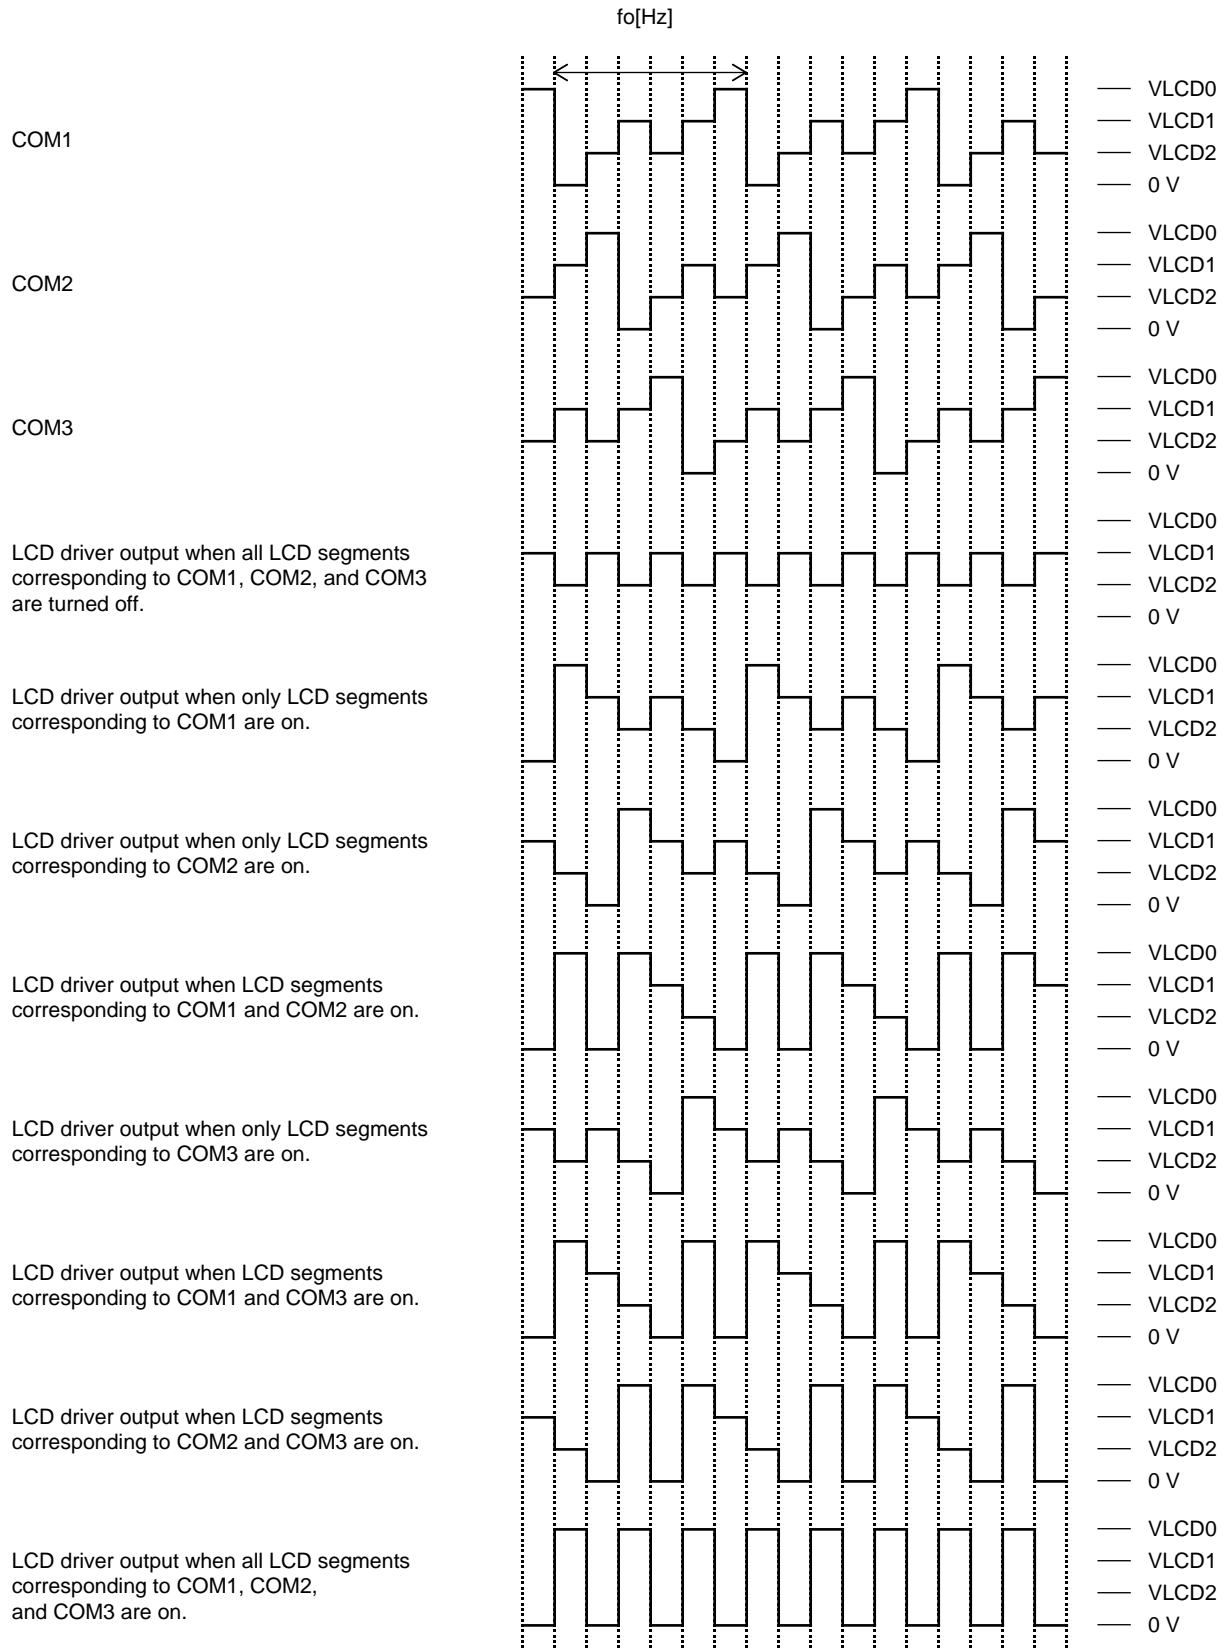 fo[Hz]
COM1
VLCD0
VLCD1
VLCD2
0 V
COM2
VLCD0
VLCD1
VLCD2
0 V
COM3
VLCD0
VLCD1
VLCD2
0 V
LCD driver output when all LCD segments
corresponding to COM1, COM2, and COM3
are turned off.
VLCD0
VLCD1
VLCD2
0 V
LCD driver output when only LCD segments
corresponding to COM1 are on.
VLCD0
VLCD1
VLCD2
0 V
LCD driver output when only LCD segments
corresponding to COM2 are on.
VLCD0
VLCD1
VLCD2
0 V
LCD driver output when LCD segments
corresponding to COM1 and COM2 are on.
VLCD0
VLCD1
VLCD2
0 V
LCD driver output when only LCD segments
corresponding to COM3 are on.
VLCD0
VLCD1
VLCD2
0 V
LCD driver output when LCD segments
corresponding to COM1 and COM3 are on.
VLCD0
VLCD1
VLCD2
0 V
LCD driver output when LCD segments
corresponding to COM2 and COM3 are on.
VLCD0
VLCD1
VLCD2
0 V
LCD driver output when all LCD segments
corresponding to COM1, COM2,
and COM3 are on.
VLCD0
VLCD1
VLCD2
0 V